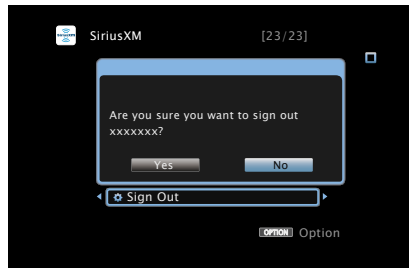 SiriusXM [23/23]
Are you sure you want to sign out
xxxxxxx?
Yes No
Sign Out
OPTION Option